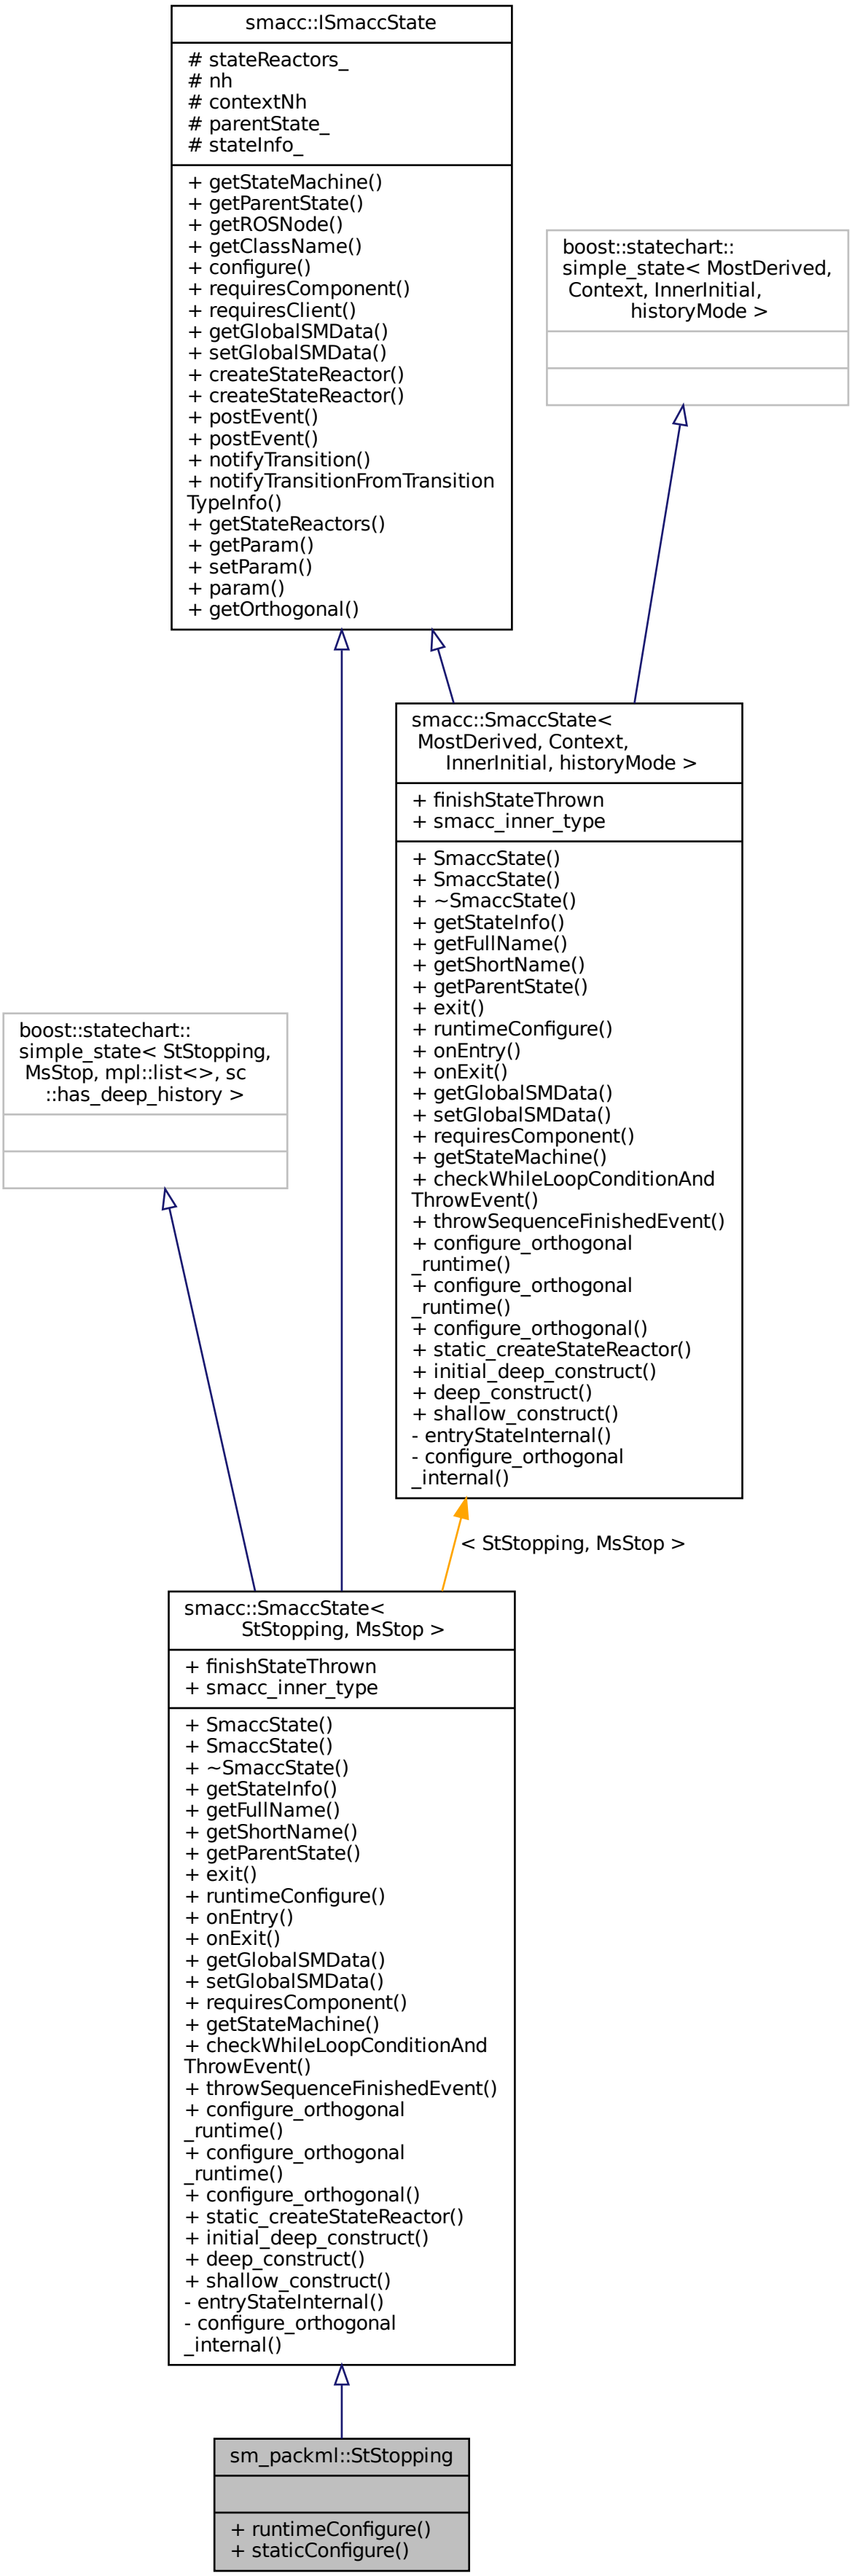 smacc::ISmaccState
# stateReactors_
# nh
# contextNh
# parentState_
# stateInfo_
+ getStateMachine()
+ getParentState()
+ getROSNode()
+ getClassName()
+ configure()
+ requiresComponent()
+ requiresClient()
+ getGlobalSMData()
+ setGlobalSMData()
+ createStateReactor()
+ createStateReactor()
+ postEvent()
+ postEvent()
+ notifyTransition()
+ notifyTransitionFromTransition
TypeInfo()
+ getStateReactors()
+ getParam()
+ setParam()
+ param()
+ getOrthogonal()
boost::statechart::
simple_state< MostDerived,
Context, InnerInitial,
historyMode >
smacc::SmaccState<
MostDerived, Context,
InnerInitial, historyMode >
+ finishStateThrown
+ smacc_inner_type
+ SmaccState()
+ SmaccState()
+ ~SmaccState()
+ getStateInfo()
+ getFullName()
+ getShortName()
+ getParentState()
+ exit()
+ runtimeConfigure()
+ onEntry()
+ onExit()
+ getGlobalSMData()
+ setGlobalSMData()
+ requiresComponent()
+ getStateMachine()
+ checkWhileLoopConditionAnd
ThrowEvent()
+ throwSequenceFinishedEvent()
+ configure_orthogonal
_runtime()
+ configure_orthogonal
_runtime()
+ configure_orthogonal()
+ static_createStateReactor()
+ initial_deep_construct()
+ deep_construct()
+ shallow_construct()
- entryStateInternal()
- configure_orthogonal
_internal()
boost::statechart::
simple_state< StStopping,
MsStop, mpl::list<>, sc
::has_deep_history >
< StStopping, MsStop >
smacc::SmaccState<
StStopping, MsStop >
+ finishStateThrown
+ smacc_inner_type
+ SmaccState()
+ SmaccState()
+ ~SmaccState()
+ getStateInfo()
+ getFullName()
+ getShortName()
+ getParentState()
+ exit()
+ runtimeConfigure()
+ onEntry()
+ onExit()
+ getGlobalSMData()
+ setGlobalSMData()
+ requiresComponent()
+ getStateMachine()
+ checkWhileLoopConditionAnd
ThrowEvent()
+ throwSequenceFinishedEvent()
+ configure_orthogonal
_runtime()
+ configure_orthogonal
_runtime()
+ configure_orthogonal()
+ static_createStateReactor()
+ initial_deep_construct()
+ deep_construct()
+ shallow_construct()
- entryStateInternal()
- configure_orthogonal
_internal()
sm_packml::StStopping
+ runtimeConfigure()
+ staticConfigure()